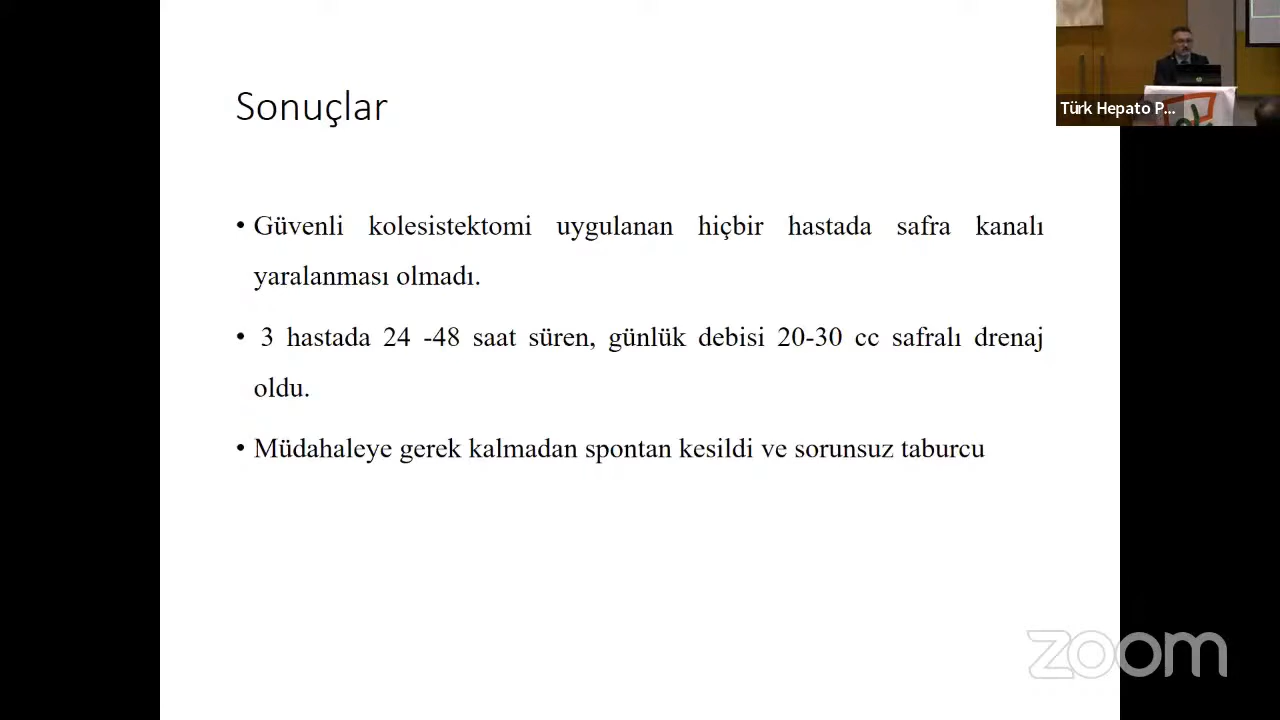 Türk Hepato P...
Sonuçlar
• Güvenli kolesistektomi uygulanan hiçbir hastada safra kanalı
yaralanması olmadı.
• 3 hastada 24 -48 saat süren, günlük debisi 20-30 cc safralı drenaj
oldu.
• Müdahaleye gerek kalmadan spontan kesildi ve sorunsuz taburcu
zoom